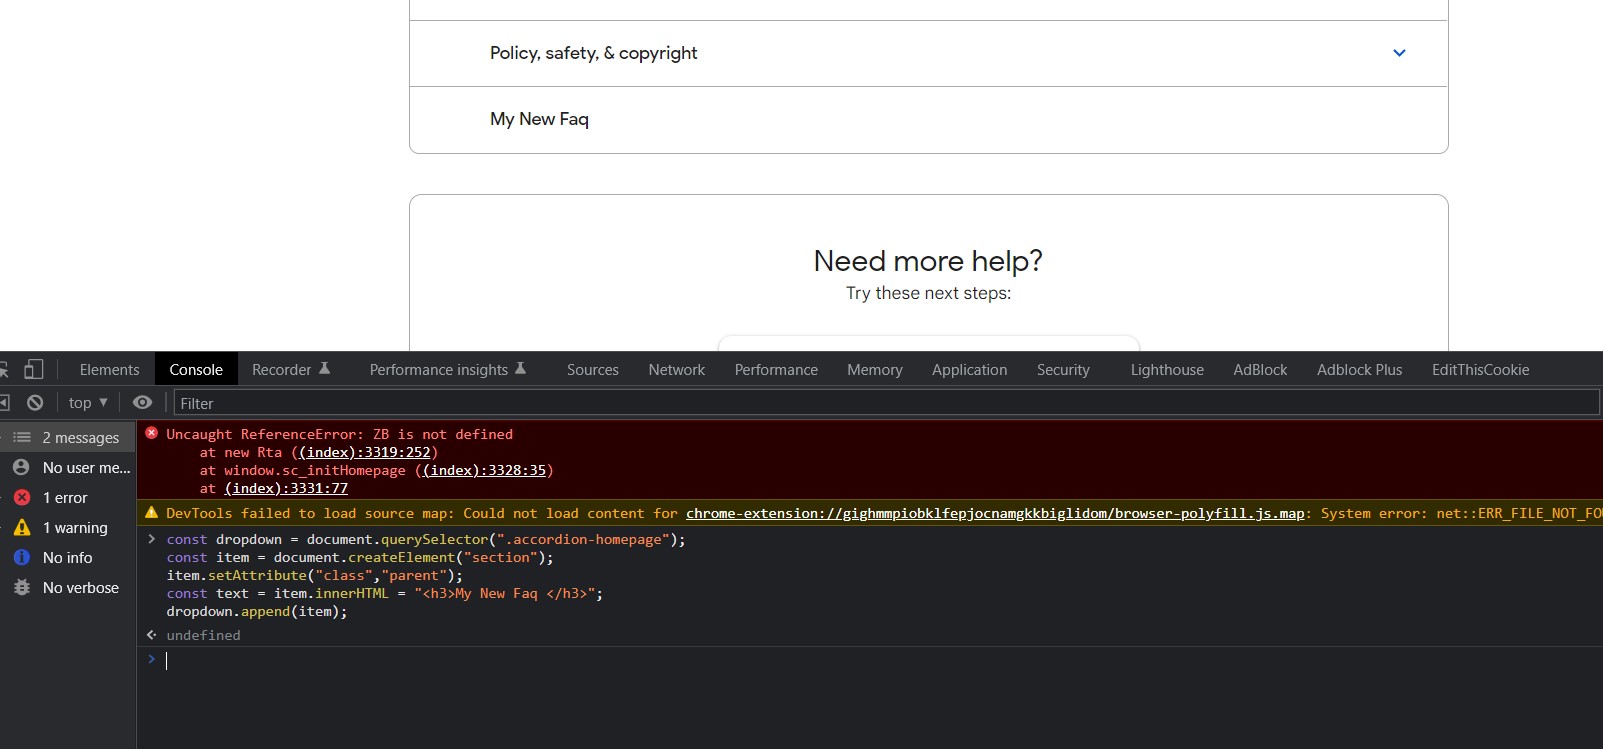 Policy, safety, & copyright
My New Faq
Need more help?
Try these next steps:
Elements Console Recorder Performance insights Sources Network Performance Memory Application Security Lighthouse AdBlock Adblock Plus EditThisCookie
top ▼ Filter
2 messages
No user me...
1 error
1 warning
No info
No verbose
Uncaught ReferenceError: ZB is not defined
at new Rta ((index):3319:252)
at window.sc_initHomepage ((index):3328:35)
at (index):3331:77
DevTools failed to load source map: Could not load content for chrome-extension://gighmmpiobklfepjocnamgkkbiglidom/browser-polyfill.js.map: System error: net::ERR_FILE_NOT_FOU
> const dropdown = document.querySelector(".accordion-homepage");
const item = document.createElement("section");
item.setAttribute("class","parent");
const text = item.innerHTML = "<h3>My New Faq </h3>";
dropdown.append(item);
undefined
>